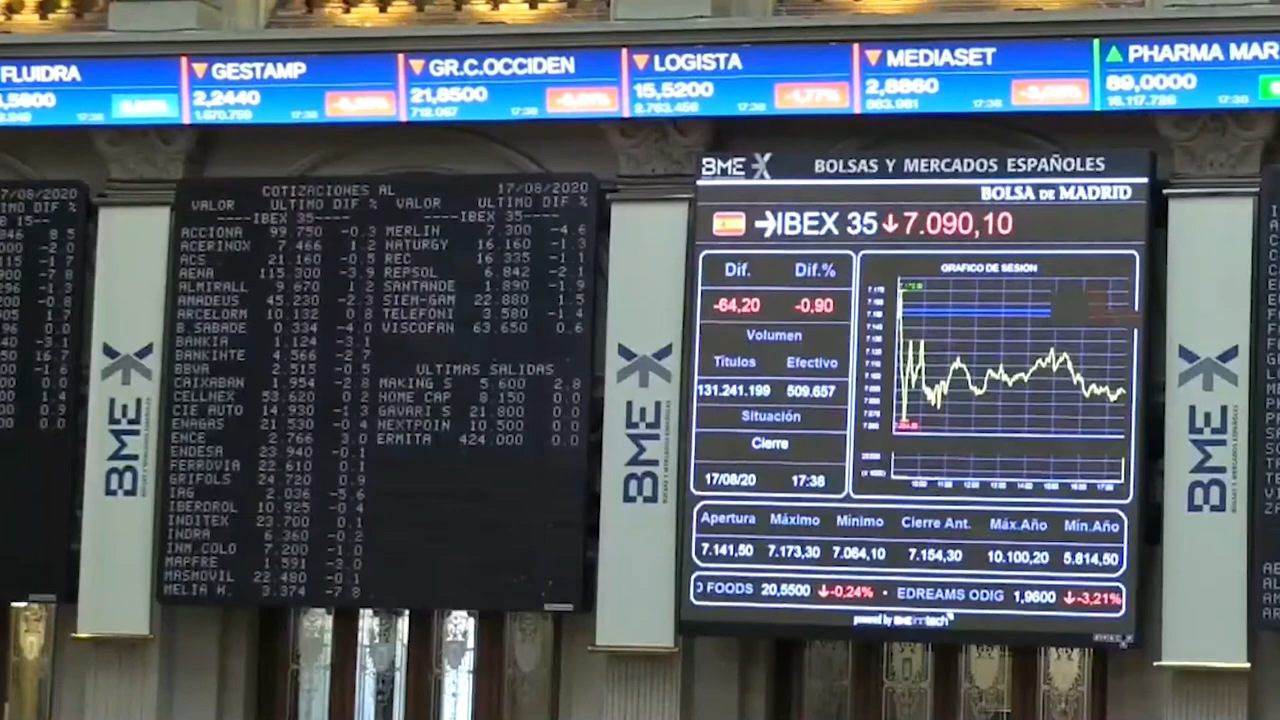 FLUIDRA
GESTAMP
2,2440
GR.C.OCCIDEN
21,8500
LOGISTA
15,5200
-1,77%
MEDIASET
2,8860
PHARMA MAR
89,0000
7/08/2020
IMO DIF %
COTIZACIONES AL 17/08/2020
VALOR ULTIMO DIF % VALOR ULTIMO DIF %
----IBEX 35---- ----IBEX 35----
ACCIONA 99.750 -0.3 MERLIN 7.300 -4.6
ACERINOX 7.466 1.2 NATURGY 16.160 -1.3
ACS 21.160 -0.5 REC 16.335 -1.1
AENA 115.300 -3.9 REPSOL 6.842 -2.1
ALMIRALL 9.670 1.2 SANTANDE 1.890 -1.9
AMADEUS 45.230 -2.3 SIEM-GAM 22.880 1.5
ARCELORM 10.132 0.8 TELEFONI 3.580 -1.4
B.SABADE 0.334 -4.0 VISCOFAN 63.650 0.6
BANKIA 1.124 -3.1
BANKINTE 4.566 -2.7
BBVA 2.515 -0.5 ULTIMAS SALIDAS
CAIXABAN 1.954 -2.8 MAKING S 5.600 2.8
CELLNEX 53.620 0.2 HOME CAP 8.150 0.0
CIE AUTO 14.930 -1.3 GAVARI S 21.800 0.0
ENAGAS 21.530 -0.4 NEXTPOIN 10.500 0.0
ENCE 2.766 3.0 ERMITA 424.000 0.0
ENDESA 23.940 -0.1
FERROVIA 22.610 0.1
GRIFOLS 24.720 0.9
IAG 2.036 -5.6
IBERDROL 10.925 -0.4
INDITEX 23.700 0.1
INDRA 6.360 -0.2
INM.COLO 7.200 -1.0
MAPFRE 1.591 -3.0
MASMOVIL 22.480 -0.1
MELIA H. 3.374 -7.8
BME
BME
BME
BME X BOLSAS Y MERCADOS ESPAÑOLES
BOLSA DE MADRID
IBEX 35 ↓ 7.090,10
Dif. Dif.%
-64,20 -0,90
Volumen
Títulos Efectivo
131.241.199 509.657
Situación
Cierre
17/08/20 17:38
GRAFICO DE SESIÓN
Apertura Máximo Mínimo Cierre Ant. Máx.Año Mín.Año
7.141,50 7.173,30 7.064,10 7.154,30 10.100,20 5.814,50
O FOODS 20,5500 ↓-0,24% • EDREAMS ODIG 1,9600 ↓-3,21%
powered by BME